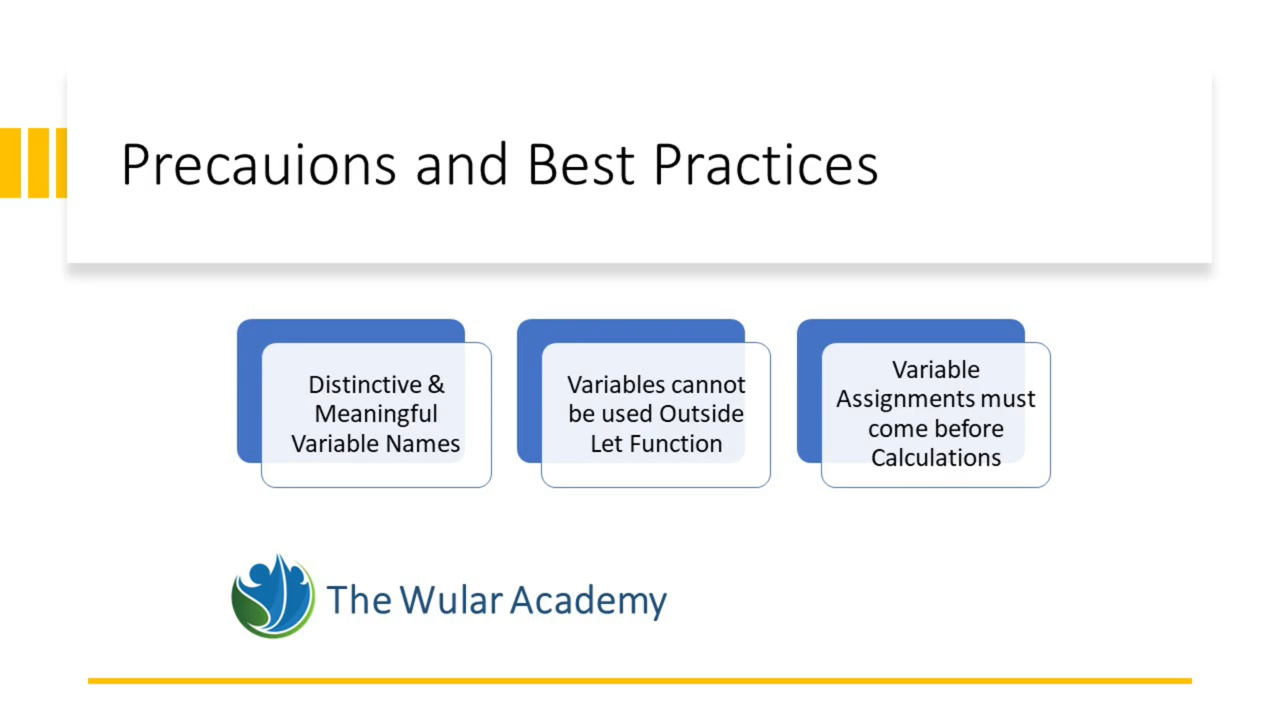 Precauions and Best Practices
Distinctive &
Meaningful
Variable Names
Variables cannot
be used Outside
Let Function
Variable
Assignments must
come before
Calculations
The Wular Academy